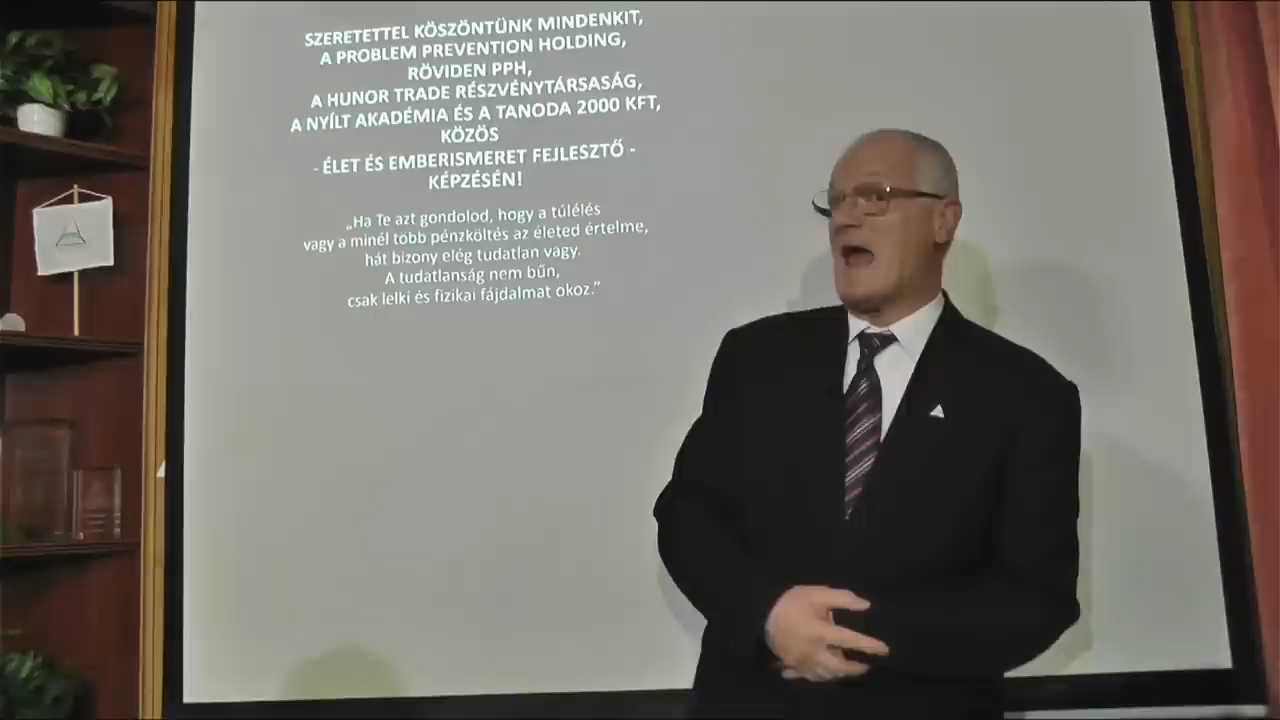 SZERETETTEL KÖSZÖNTÜNK MINDENKIT,
A PROBLEM PREVENTION HOLDING,
RÖVIDEN PPH,
A HUNOR TRADE RÉSZVÉNYTÁRSASÁG,
A NYÍLT AKADÉMIA ÉS A TANODA 2000 KFT,
KÖZÖS
- ÉLET ÉS EMBERISMERET FEJLESZTŐ -
KÉPZÉSÉN!
„Ha Te azt gondolod, hogy a túlélés
vagy a minél több pénzköltés az életed értelme,
hát bizony elég tudatlan vagy.
A tudatlanság nem bűn,
csak lelki és fizikai fájdalmat okoz.”